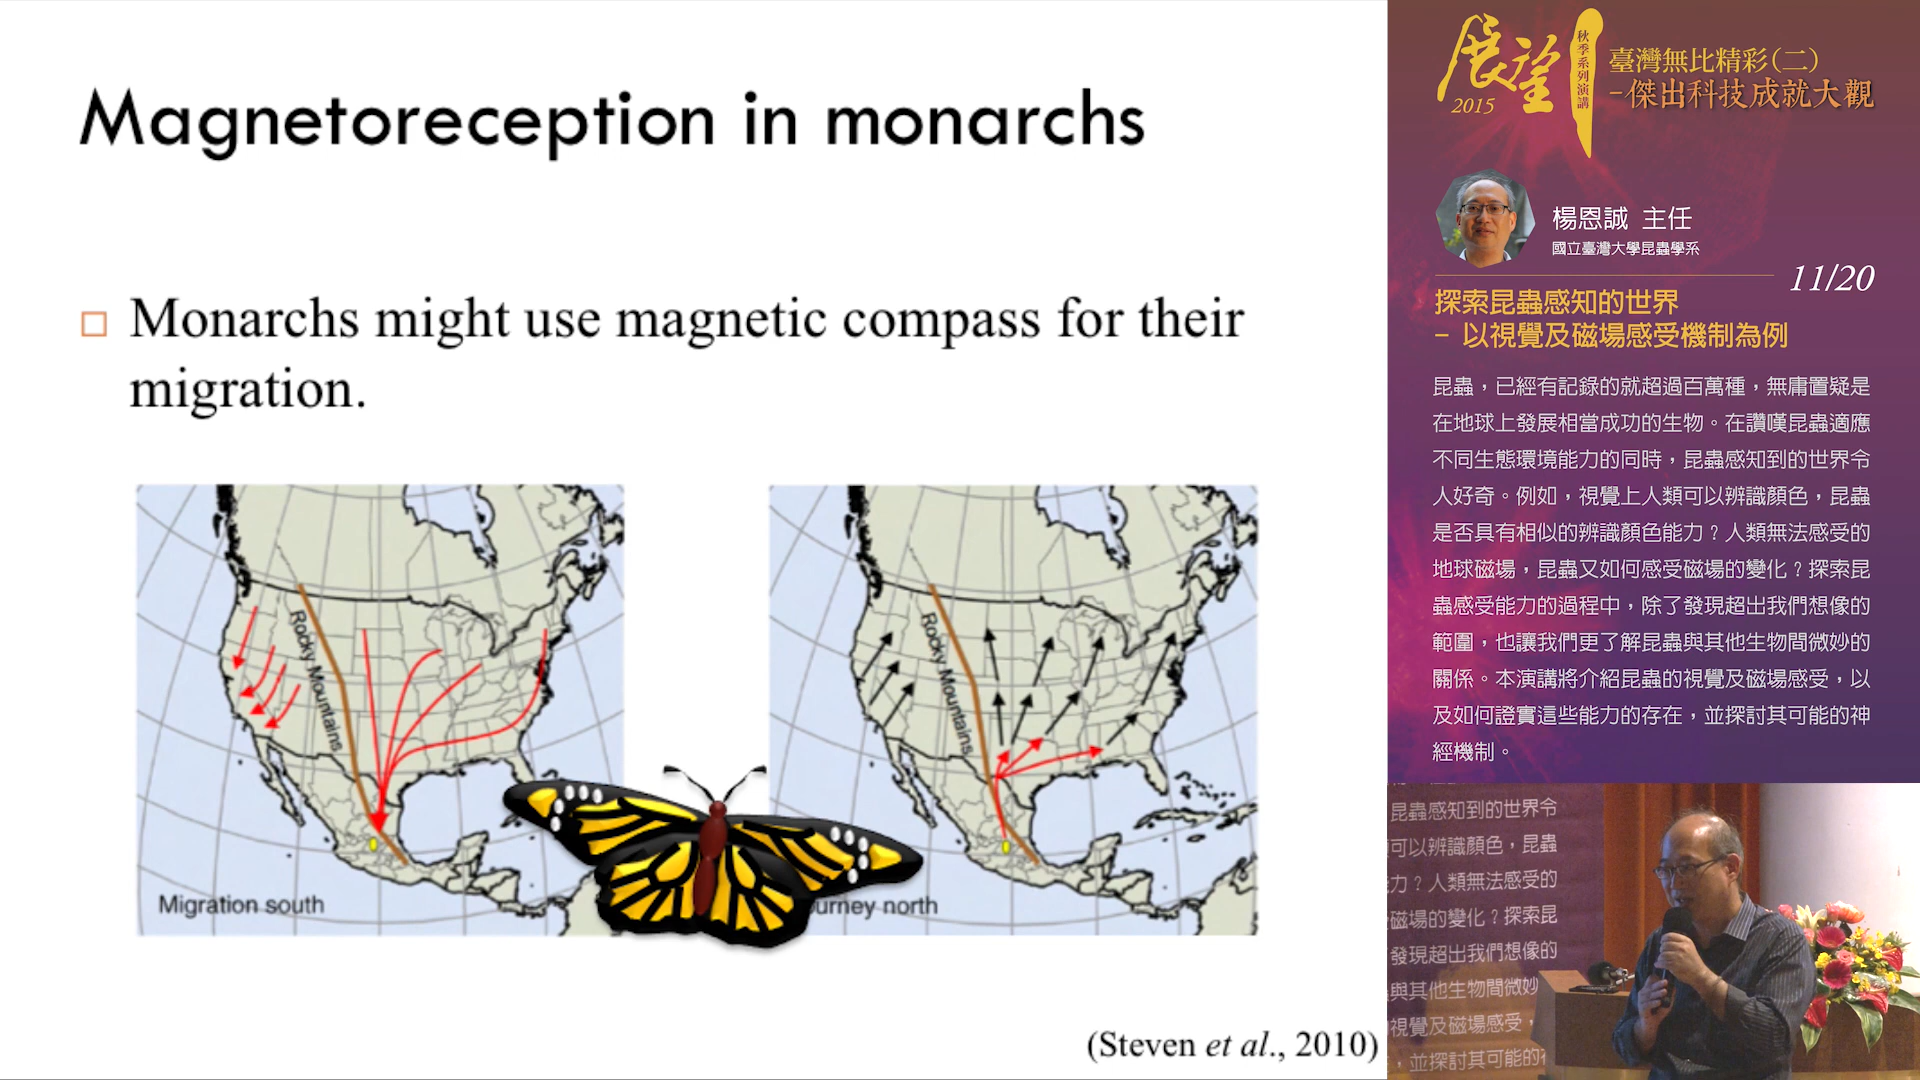 Magnetoreception in monarchs
Monarchs might use magnetic compass for their
migration.
Rocky Mountains
Migration south
Rocky Mountains
urney north
(Steven et al., 2010)
展望
2015
秋季系列演講
臺灣無比精彩(二)
-傑出科技成就大觀
楊恩誠 主任
國立臺灣大學昆蟲學系
11/20
探索昆蟲感知的世界
- 以視覺及磁場感受機制為例
昆蟲，已經有記錄的就超過百萬種，無庸置疑是
在地球上發展相當成功的生物。在讚嘆昆蟲適應
不同生態環境能力的同時，昆蟲感知到的世界令
人好奇。例如，視覺上人類可以辨識顏色，昆蟲
是否具有相似的辨識顏色能力？人類無法感受的
地球磁場，昆蟲又如何感受磁場的變化？探索昆
蟲感受能力的過程中，除了發現超出我們想像的
範圍，也讓我們更了解昆蟲與其他生物間微妙的
關係。本演講將介紹昆蟲的視覺及磁場感受，以
及如何證實這些能力的存在，並探討其可能的神
經機制。
昆蟲感知到的世界令
可以辨識顏色，昆蟲
力？人類無法感受的
磁場的變化？探索昆
發現超出我們想像的
與其他生物間微妙
視覺及磁場感受，
，並探討其可能的